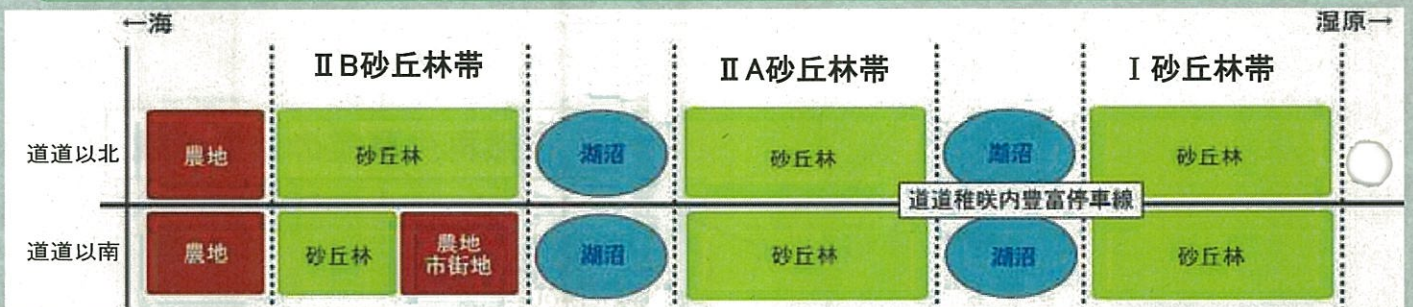 ←海
湿原→
ⅡB砂丘林帯
ⅡA砂丘林帯
Ⅰ砂丘林帯
道道以北
農地
砂丘林
湖沼
砂丘林
湖沼
砂丘林
道道稚咲内豊富停車線
道道以南
農地
砂丘林
農地
市街地
湖沼
砂丘林
湖沼
砂丘林